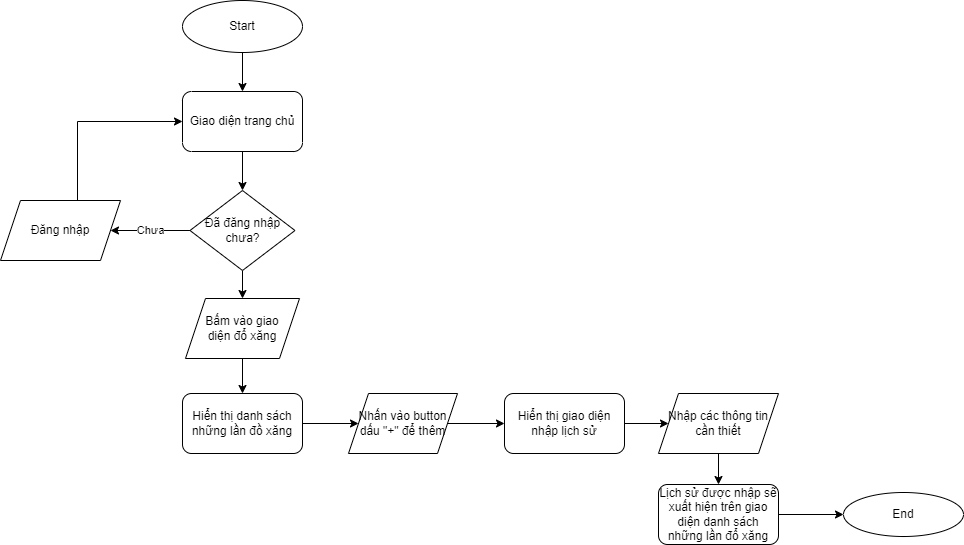 Start
Giao diện trang chủ
Đã đăng nhập
chưa?
Chưa
Đăng nhập
Bấm vào giao
diện đổ xăng
Hiển thị danh sách
những lần đồ xăng
Nhấn vào button
dấu "+" để thêm
Hiển thị giao diện
nhập lịch sử
Nhập các thông tin
cần thiết
Lịch sử được nhập sẽ
xuất hiện trên giao
diện danh sách
những lần đổ xăng
End